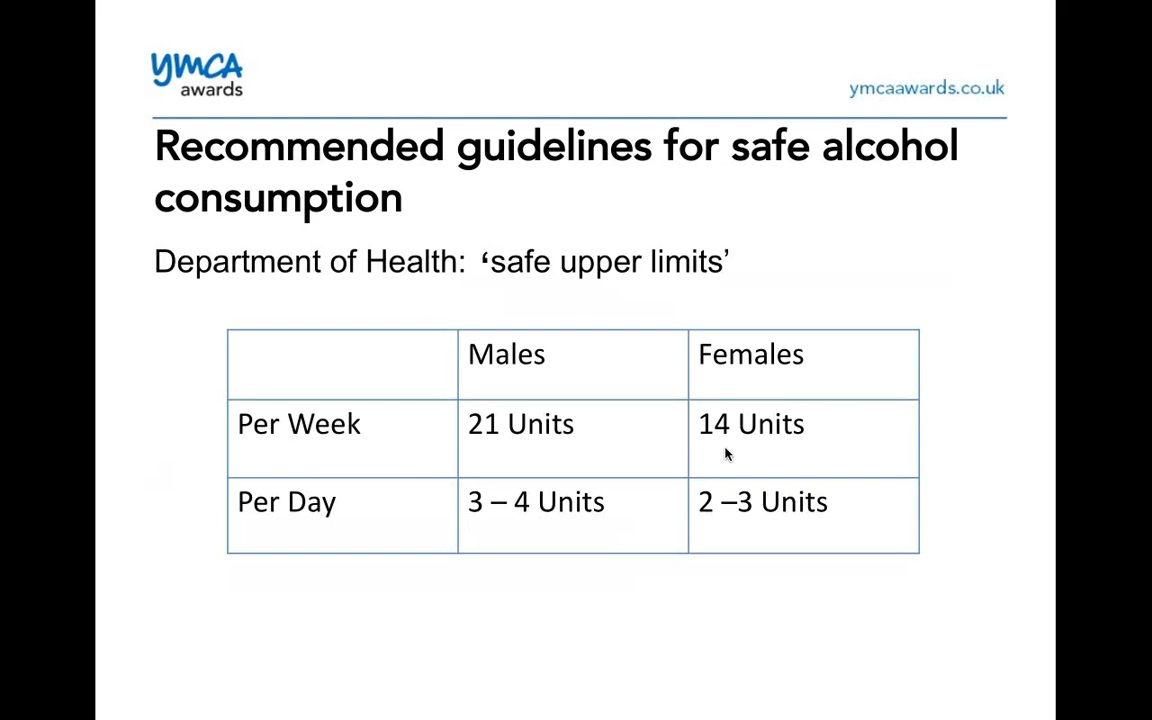 ymca
awards
ymcaawards.co.uk
Recommended guidelines for safe alcohol
consumption
Department of Health: ‘safe upper limits’
Males Females
Per Week 21 Units 14 Units
Per Day 3 – 4 Units 2 –3 Units